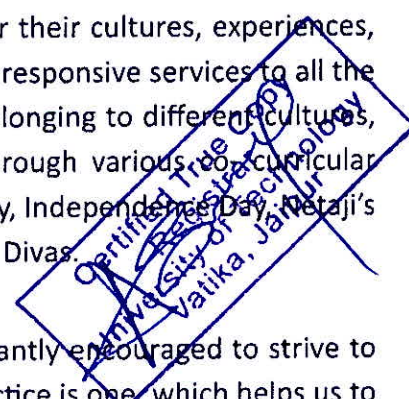 r their cultures, experiences,
responsive services to all the
longing to different cultures,
rough various co- curricular
y, Independence Day, Netaji's
Divas.
antly encouraged to strive to
ctice is one, which helps us to
Certified True Copy
Registrar
University of Technology
Vatika, Jaipur